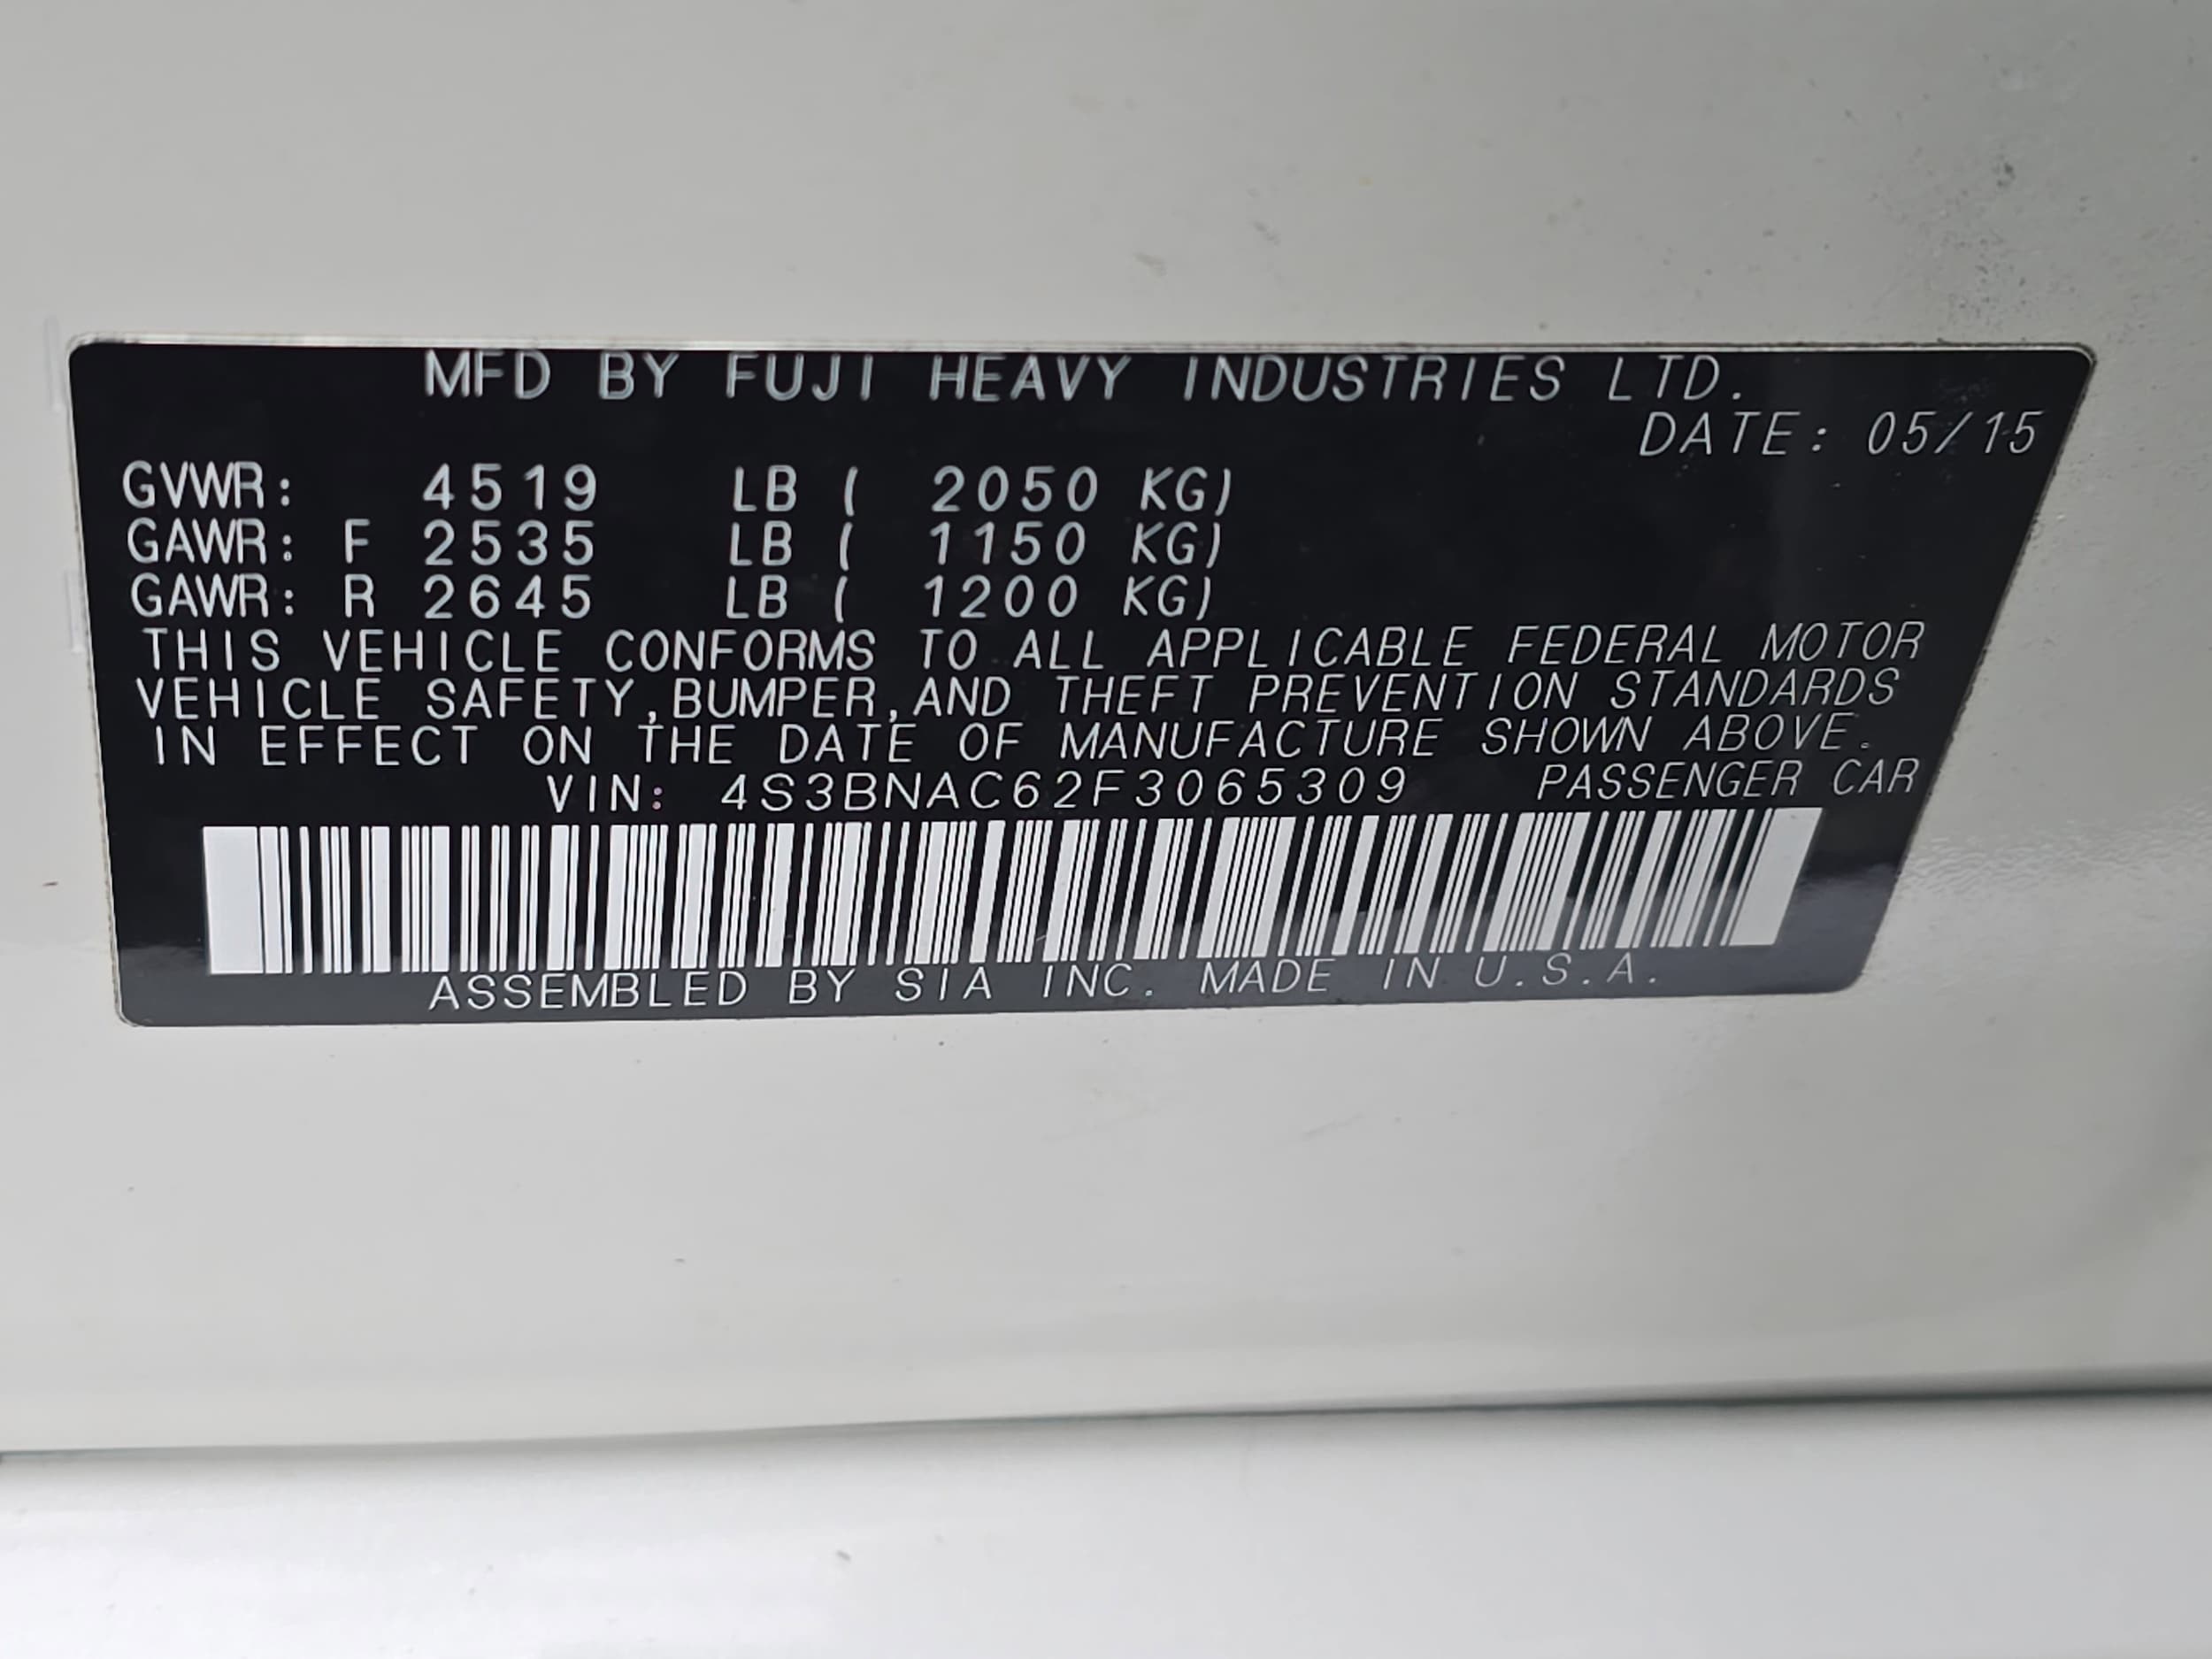 MFD BY FUJI HEAVY INDUSTRIES LTD.
DATE: 05/15
GVWR: 4519 LB ( 2050 KG)
GAWR: F 2535 LB ( 1150 KG)
GAWR: R 2645 LB ( 1200 KG)
THIS VEHICLE CONFORMS TO ALL APPLICABLE FEDERAL MOTOR
VEHICLE SAFETY,BUMPER,AND THEFT PREVENTION STANDARDS
IN EFFECT ON THE DATE OF MANUFACTURE SHOWN ABOVE.
VIN: 4S3BNAC62F3065309 PASSENGER CAR
ASSEMBLED BY SIA INC. MADE IN U.S.A.